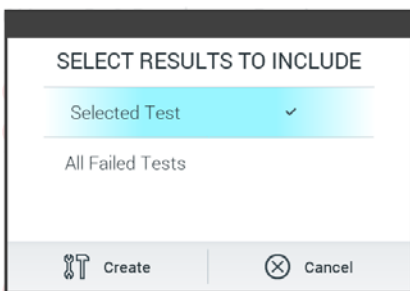 SELECT RESULTS TO INCLUDE
Selected Test
All Failed Tests
Create
Cancel